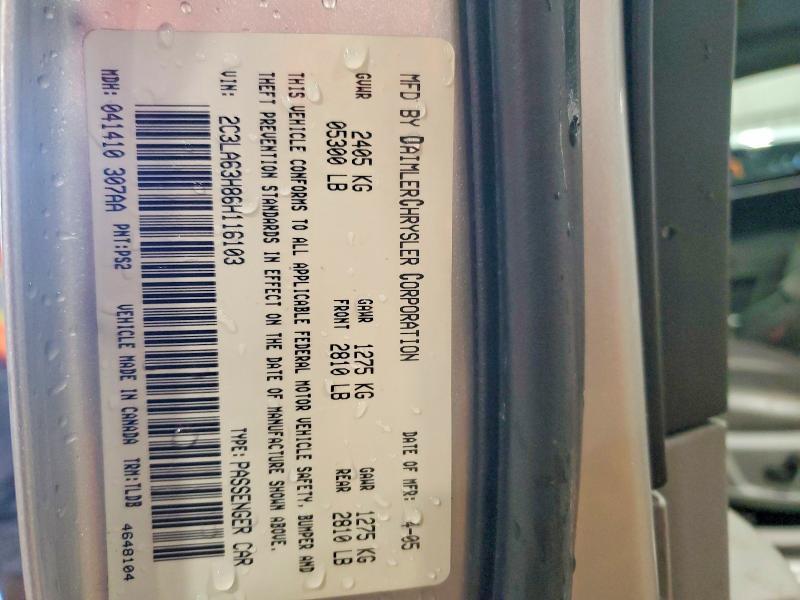 MFD BY DAIMLERCHRYSLER CORPORATION DATE OF MFR: 4-05
GVWR 2405 KG GAWR 1275 KG GAWR 1275 KG
05300 LB FRONT 2810 LB REAR 2810 LB
THIS VEHICLE CONFORMS TO ALL APPLICABLE FEDERAL MOTOR VEHICLE SAFETY, BUMPER AND
THEFT PREVENTION STANDARDS IN EFFECT ON THE DATE OF MANUFACTURE SHOWN ABOVE.
VIN: 2C3LA63H86H116103 TYPE: PASSENGER CAR
MDH: 041410 307AA PNT:PS2 VEHICLE MADE IN CANADA TRM:TLDB 4648104